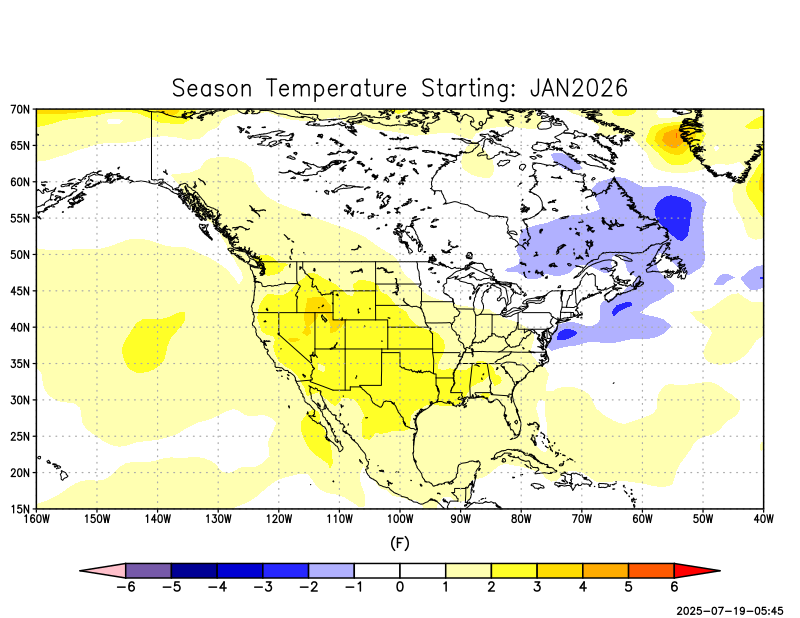 Season Temperature Starting: JAN2026
70N
65N
60N
55N
50N
45N
40N
35N
30N
25N
20N
15N
160W 150W 140W 130W 120W 110W 100W 90W 80W 70W 60W 50W 40W
(F)
−6 −5 −4 −3 −2 −1 0 1 2 3 4 5 6
2025-07-19-05:45